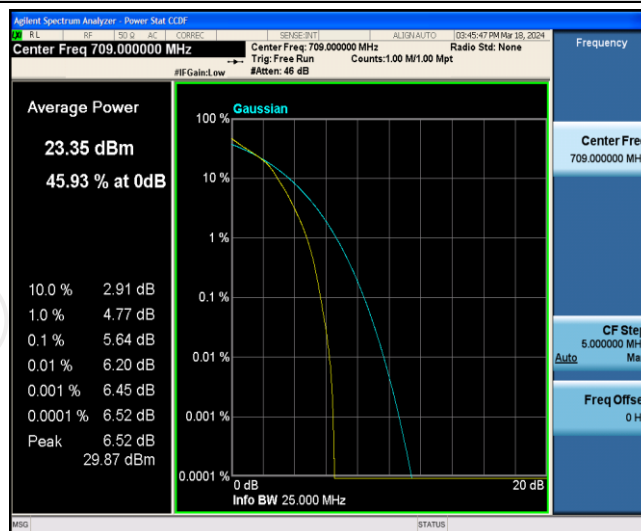 Agilent Spectrum Analyzer - Power Stat CCDF
RL RF 50 Ω AC CORREC SENSE:INT ALIGNAUTO 03:45:47 PM Mar 18, 2024
Center Freq 709.000000 MHz
Center Freq: 709.000000 MHz Radio Std: None
Trig: Free Run Counts:1.00 M/1.00 Mpt
#IFGain:Low #Atten: 46 dB
Frequency
Average Power
23.35 dBm
45.93 % at 0dB
10.0 % 2.91 dB
1.0 % 4.77 dB
0.1 % 5.64 dB
0.01 % 6.20 dB
0.001 % 6.45 dB
0.0001 % 6.52 dB
Peak 6.52 dB
29.87 dBm
Gaussian
100 %
10 %
1 %
0.1 %
0.01 %
0.001 %
0.0001 %
0 dB 20 dB
Info BW 25.000 MHz
Center Fre
709.000000 MH
CF Step
5.000000 MH
Auto Ma
Freq Offse
0 H
MSG STATUS